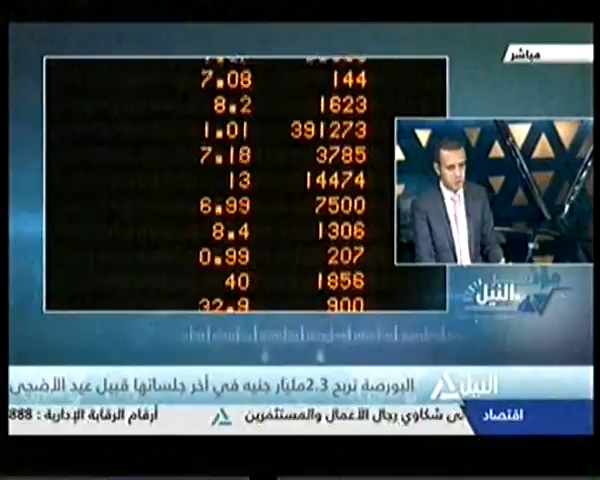 مباشر
7.08 144
8.2 1623
1.01 391273
7.18 3785
13 14474
6.99 7500
8.4 1306
0.99 207
40 1856
32.9 900
النيل
النيل
البورصة تربح 2.3مليار جنيه في أخر جلساتها قبيل عيد الأضحى
اقتصاد
شكاوي رجال الأعمال والمستثمرين
أرقام الرقابة الإدارية : 888